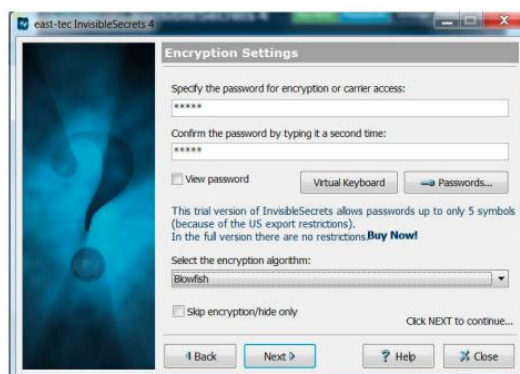 east-tec InvisibleSecrets 4
Encryption Settings
Specify the password for encryption or carrier access:
*****
Confirm the password by typing it a second time:
*****
View password
Virtual Keyboard
Passwords...
This trial version of InvisibleSecrets allows passwords up to only 5 symbols
(because of the US export restrictions).
In the full version there are no restrictions.Buy Now!
Select the encryption algorithm:
Blowfish
Skip encryption/hide only
Click NEXT to continue...
Back
Next
? Help
Close